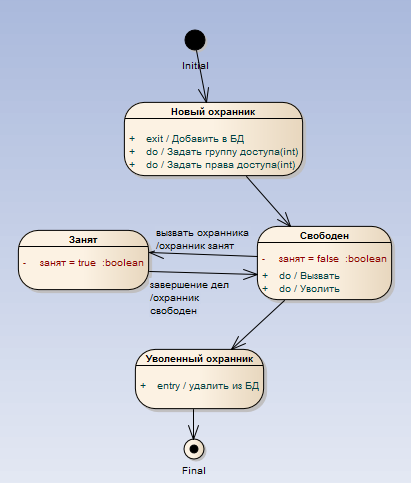 Initial
Новый охранник
+ exit / Добавить в БД
+ do / Задать группу доступа(int)
+ do / Задать права доступа(int)
вызвать охранника
/охранник занят
Занят
- занят = true :boolean
Свободен
- занят = false :boolean
+ do / Вызвать
+ do / Уволить
завершение дел
/охранник
свободен
Уволенный охранник
+ entry / удалить из БД
Final